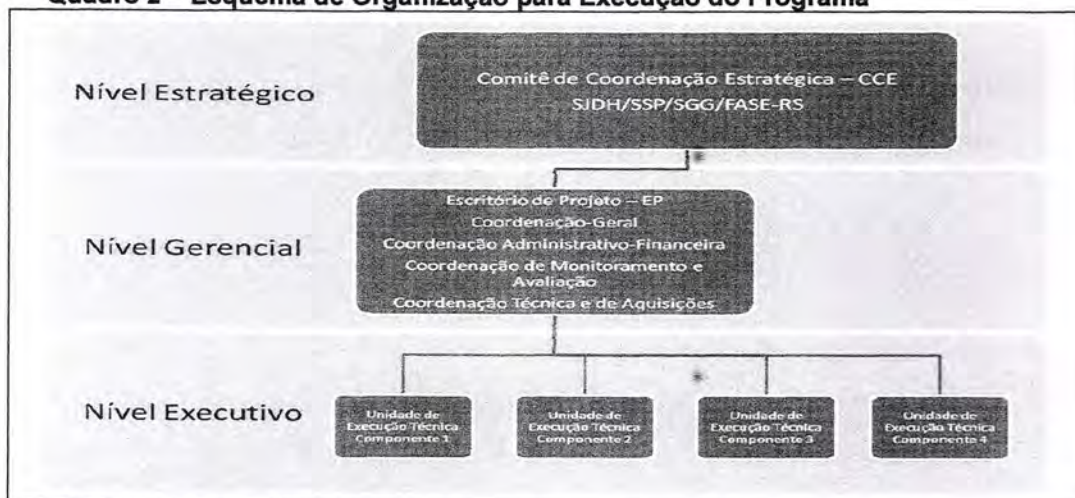 Quadro 2 – Esquema de Organização para Execução do Programa
Nível Estratégico
Comitê de Coordenação Estratégica – CCE
SJDH/SSP/SGG/FASE-RS
Nível Gerencial
Escritório de Projeto – EP
Coordenação-Geral
Coordenação Administrativo-Financeira
Coordenação de Monitoramento e
Avaliação
Coordenação Técnica e de Aquisições
Nível Executivo
Unidade de
Execução Técnica
Componente 1
Unidade de
Execução Técnica
Componente 2
Unidade de
Execução Técnica
Componente 3
Unidade de
Execução Técnica
Componente 4